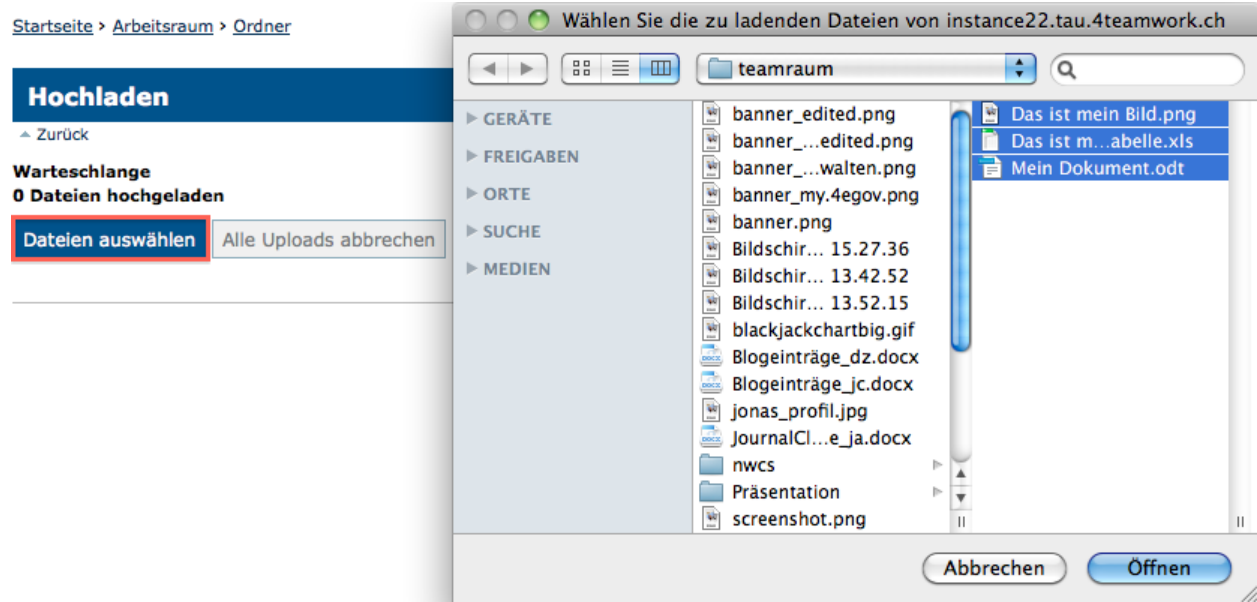 Startseite › Arbeitsraum › Ordner
Hochladen
Zurück
Warteschlange
0 Dateien hochgeladen
Dateien auswählen
Alle Uploads abbrechen
Wählen Sie die zu ladenden Dateien von instance22.tau.4teamwork.ch
teamraum
GERÄTE
FREIGABEN
ORTE
SUCHE
MEDIEN
banner_edited.png
banner_...edited.png
banner_...walten.png
banner_my.4egov.png
banner.png
Bildschir... 15.27.36
Bildschir... 13.42.52
Bildschir... 13.52.15
blackjackchartbig.gif
Blogeinträge_dz.docx
Blogeinträge_jc.docx
jonas_profil.jpg
JournalCl...e_ja.docx
nwcs
Präsentation
screenshot.png
Das ist mein Bild.png
Das ist m...abelle.xls
Mein Dokument.odt
Abbrechen
Öffnen